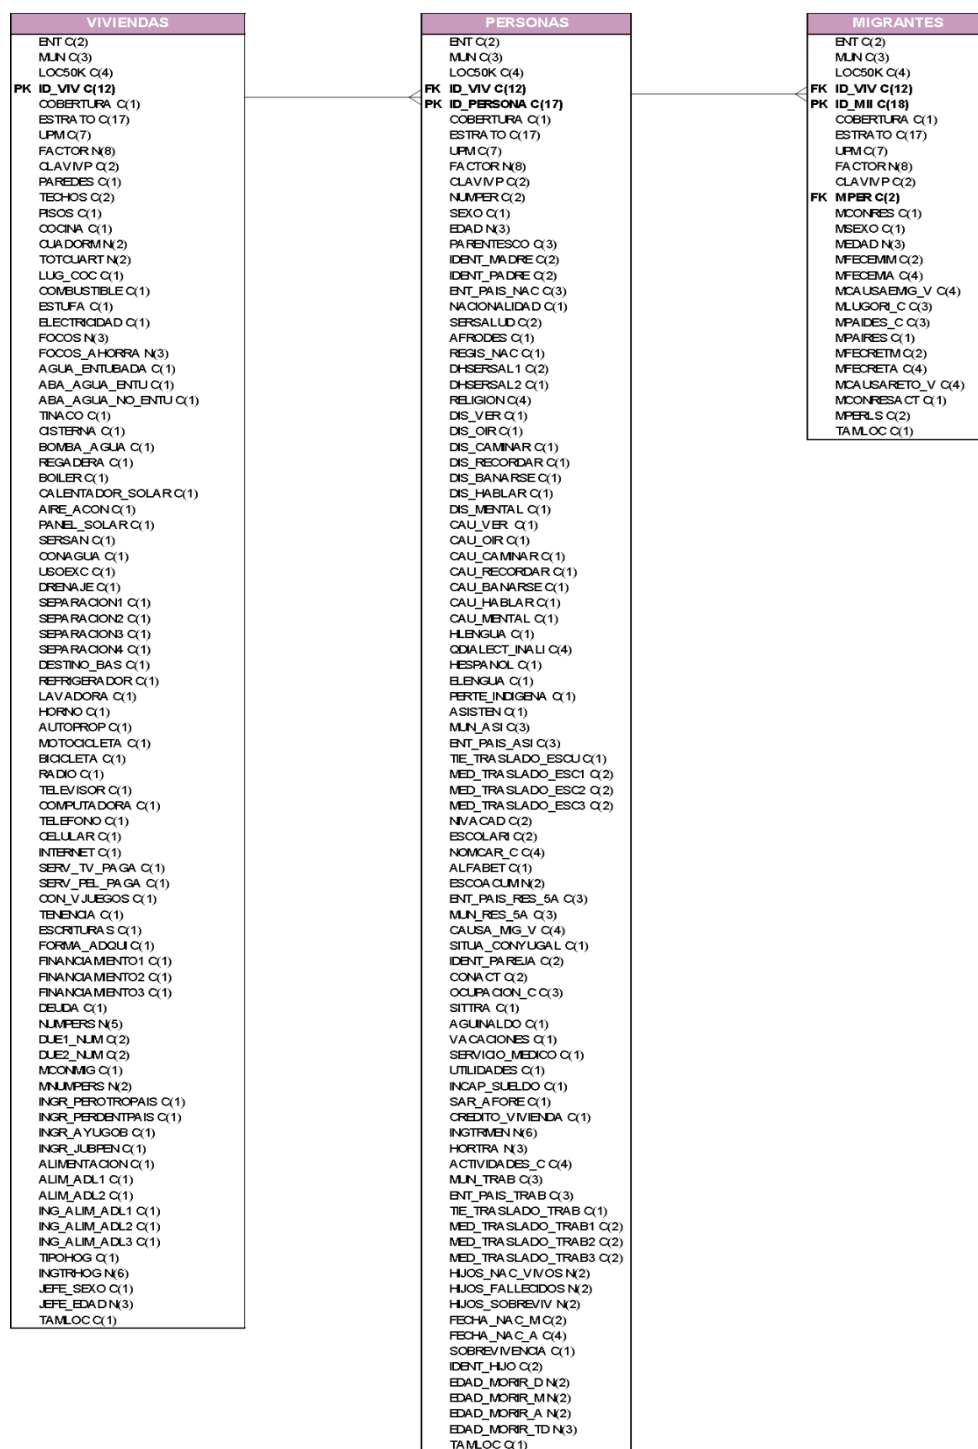 VIVIENDAS
ENT C(2)
MUN C(3)
LOC50K C(4)
PK ID_VIV C(12)
COBERTURA C(1)
ESTRATO C(17)
UPM C(7)
FACTOR N(8)
CLAVIVP C(2)
PAREDES C(1)
TECHOS C(2)
PISOS C(1)
COCINA C(1)
CUADORM N(2)
TOTCUART N(2)
LUG_COC C(1)
COMBUSTIBLE C(1)
ESTUFA C(1)
ELECTRICIDAD C(1)
FOCOS N(3)
FOCOS_AHORRA N(3)
AGUA_ENTUBADA C(1)
ABA_AGUA_ENTU C(1)
ABA_AGUA_NO_ENTU C(1)
TINACO C(1)
CISTERNA C(1)
BOMBA_AGUA C(1)
REGADERA C(1)
BOILER C(1)
CALENTADOR_SOLAR C(1)
AIRE_ACON C(1)
PANEL_SOLAR C(1)
SERSAN C(1)
CONAGUA C(1)
USOEXC C(1)
DRENAJE C(1)
SEPARACION1 C(1)
SEPARACION2 C(1)
SEPARACION3 C(1)
SEPARACION4 C(1)
DESTINO_BAS C(1)
REFRIGERADOR C(1)
LAVADORA C(1)
HORNO C(1)
AUTOPROP C(1)
MOTOCICLETA C(1)
BICICLETA C(1)
RADIO C(1)
TELEVISOR C(1)
COMPUTADORA C(1)
TELEFONO C(1)
CELULAR C(1)
INTERNET C(1)
SERV_TV_PAGA C(1)
SERV_PEL_PAGA C(1)
CON_VJUEGOS C(1)
TENENCIA C(1)
ESCRITURAS C(1)
FORMA_ADQUI C(1)
FINANCIAMIENTO1 C(1)
FINANCIAMIENTO2 C(1)
FINANCIAMIENTO3 C(1)
DEUDA C(1)
NUMPERS N(5)
DUE1_NUM C(2)
DUE2_NUM C(2)
MCONMIG C(1)
MNUMPERS N(2)
INGR_PEROTROPAIS C(1)
INGR_PERDENTPAIS C(1)
INGR_AYUGOB C(1)
INGR_JUBPEN C(1)
ALIMENTACION C(1)
ALIM_ADL1 C(1)
ALIM_ADL2 C(1)
ING_ALIM_ADL1 C(1)
ING_ALIM_ADL2 C(1)
ING_ALIM_ADL3 C(1)
TIPOHOG C(1)
INGTRHOG N(6)
JEFE_SEXO C(1)
JEFE_EDAD N(3)
TAMLOC C(1)
PERSONAS
ENT C(2)
MUN C(3)
LOC50K C(4)
FK ID_VIV C(12)
PK ID_PERSONA C(17)
COBERTURA C(1)
ESTRATO C(17)
UPM C(7)
FACTOR N(8)
CLAVIVP C(2)
NUMPER C(2)
SEXO C(1)
EDAD N(3)
PARENTESCO C(3)
IDENT_MADRE C(2)
IDENT_PADRE C(2)
ENT_PAIS_NAC C(3)
NACIONALIDAD C(1)
SERSALUD C(2)
AFRODES C(1)
REGIS_NAC C(1)
DHSERSAL1 C(2)
DHSERSAL2 C(1)
RELIGION C(4)
DIS_VER C(1)
DIS_OIR C(1)
DIS_CAMINAR C(1)
DIS_RECORDAR C(1)
DIS_BANARSE C(1)
DIS_HABLAR C(1)
DIS_MENTAL C(1)
CAU_VER C(1)
CAU_OIR C(1)
CAU_CAMINAR C(1)
CAU_RECORDAR C(1)
CAU_BANARSE C(1)
CAU_HABLAR C(1)
CAU_MENTAL C(1)
HLENGUA C(1)
QDIALECT_INALI C(4)
HESPANOL C(1)
ELENGUA C(1)
PERTE_INDIGENA C(1)
ASISTEN C(1)
MUN_ASI C(3)
ENT_PAIS_ASI C(3)
TIE_TRASLADO_ESCU C(1)
MED_TRASLADO_ESC1 C(2)
MED_TRASLADO_ESC2 C(2)
MED_TRASLADO_ESC3 C(2)
NIVACAD C(2)
ESCOLARI C(2)
NOMCAR_C C(4)
ALFABET C(1)
ESCOACUM N(2)
ENT_PAIS_RES_5A C(3)
MUN_RES_5A C(3)
CAUSA_MIG_V C(4)
SITUA_CONYUGAL C(1)
IDENT_PAREJA C(2)
CONACT C(2)
OCUPACION_C C(3)
SITTRA C(1)
AGUINALDO C(1)
VACACIONES C(1)
SERVICIO_MEDICO C(1)
UTILIDADES C(1)
INCAP_SUELDO C(1)
SAR_AFORE C(1)
CREDITO_VIVIENDA C(1)
INGTRMEN N(6)
HORTRA N(3)
ACTIVIDADES_C C(4)
MUN_TRAB C(3)
ENT_PAIS_TRAB C(3)
TIE_TRASLADO_TRAB C(1)
MED_TRASLADO_TRAB1 C(2)
MED_TRASLADO_TRAB2 C(2)
MED_TRASLADO_TRAB3 C(2)
HIJOS_NAC_VIVOS N(2)
HIJOS_FALLECIDOS N(2)
HIJOS_SOBREVIV N(2)
FECHA_NAC_M C(2)
FECHA_NAC_A C(4)
SOBREVIVENCIA C(1)
IDENT_HIJO C(2)
EDAD_MORIR_D N(2)
EDAD_MORIR_M N(2)
EDAD_MORIR_A N(2)
EDAD_MORIR_TD N(3)
TAMLOC C(1)
MIGRANTES
ENT C(2)
MUN C(3)
LOC50K C(4)
FK ID_VIV C(12)
PK ID_MII C(18)
COBERTURA C(1)
ESTRATO C(17)
UPM C(7)
FACTOR N(8)
CLAVIVP C(2)
FK MPER C(2)
MCONRES C(1)
MSEXO C(1)
MEDAD N(3)
MFECEMIM C(2)
MFECEMIA C(4)
MCAUSAEMIG_V C(4)
MLUGORI_C C(3)
MPAIDES_C C(3)
MPAIRES C(1)
MFECRETM C(2)
MFECRETA C(4)
MCAUSARETO_V C(4)
MCONRESACT C(1)
MPERLS C(2)
TAMLOC C(1)